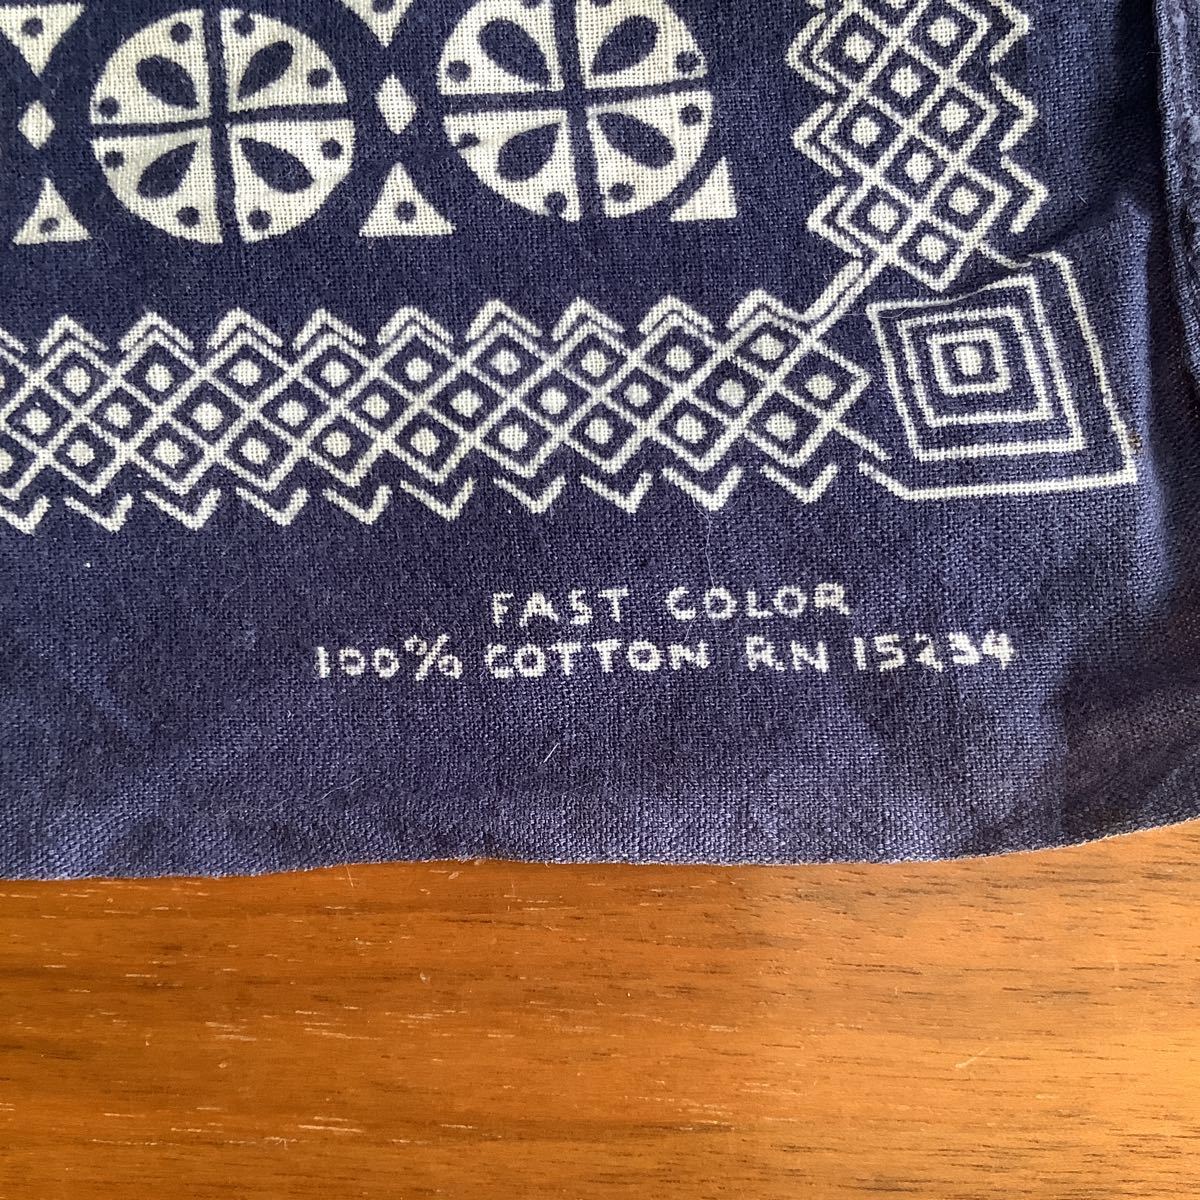 FAST COLOR
100% COTTON RN 15234